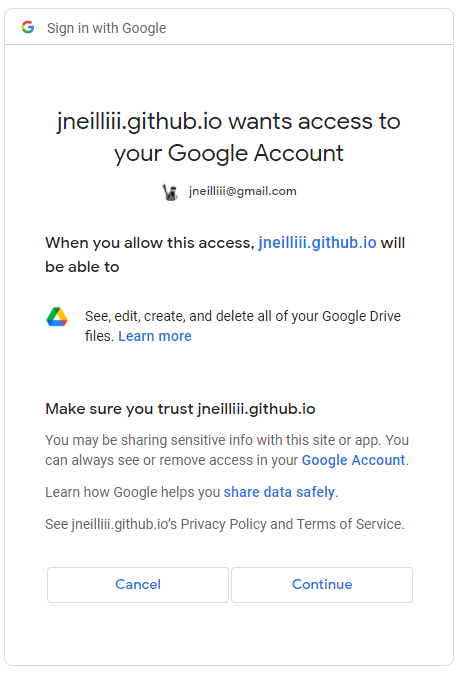 Sign in with Google
jneilliii.github.io wants access to
your Google Account
jneilliii@gmail.com
When you allow this access, jneilliii.github.io will
be able to
See, edit, create, and delete all of your Google Drive
files. Learn more
Make sure you trust jneilliii.github.io
You may be sharing sensitive info with this site or app. You
can always see or remove access in your Google Account.
Learn how Google helps you share data safely.
See jneilliii.github.io's Privacy Policy and Terms of Service.
Cancel
Continue